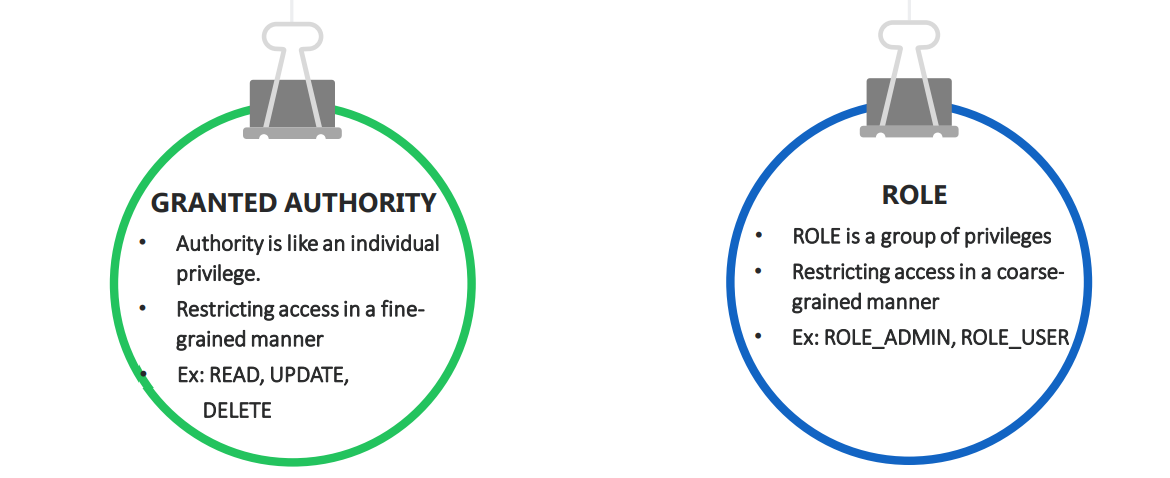 GRANTED AUTHORITY
• Authority is like an individual
privilege.
• Restricting access in a fine-
grained manner
• Ex: READ, UPDATE,
DELETE
ROLE
• ROLE is a group of privileges
• Restricting access in a coarse-
grained manner
• Ex: ROLE_ADMIN, ROLE_USER